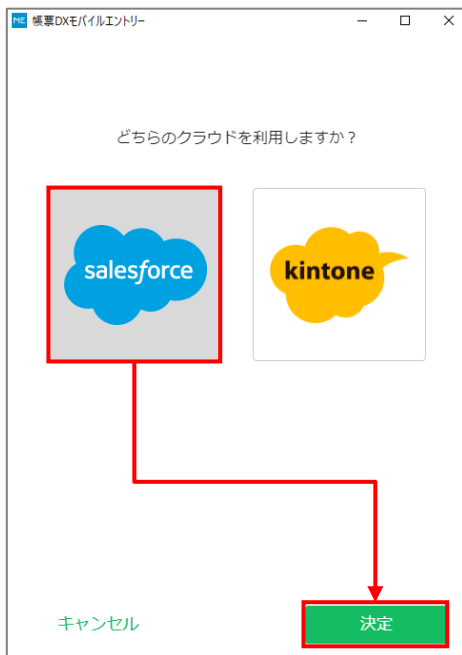 ME 帳票DXモバイルエントリー
どちらのクラウドを利用しますか？
salesforce
kintone
キャンセル
決定